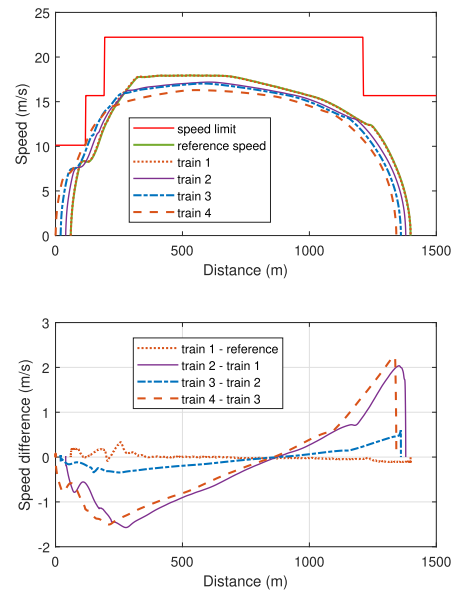 25
20
15
10
5
0
Speed (m/s)
speed limit
reference speed
train 1
train 2
train 3
train 4
0 500 1000 1500
Distance (m)
3
2
1
0
-1
-2
Speed difference (m/s)
train 1 - reference
train 2 - train 1
train 3 - train 2
train 4 - train 3
0 500 1000 1500
Distance (m)